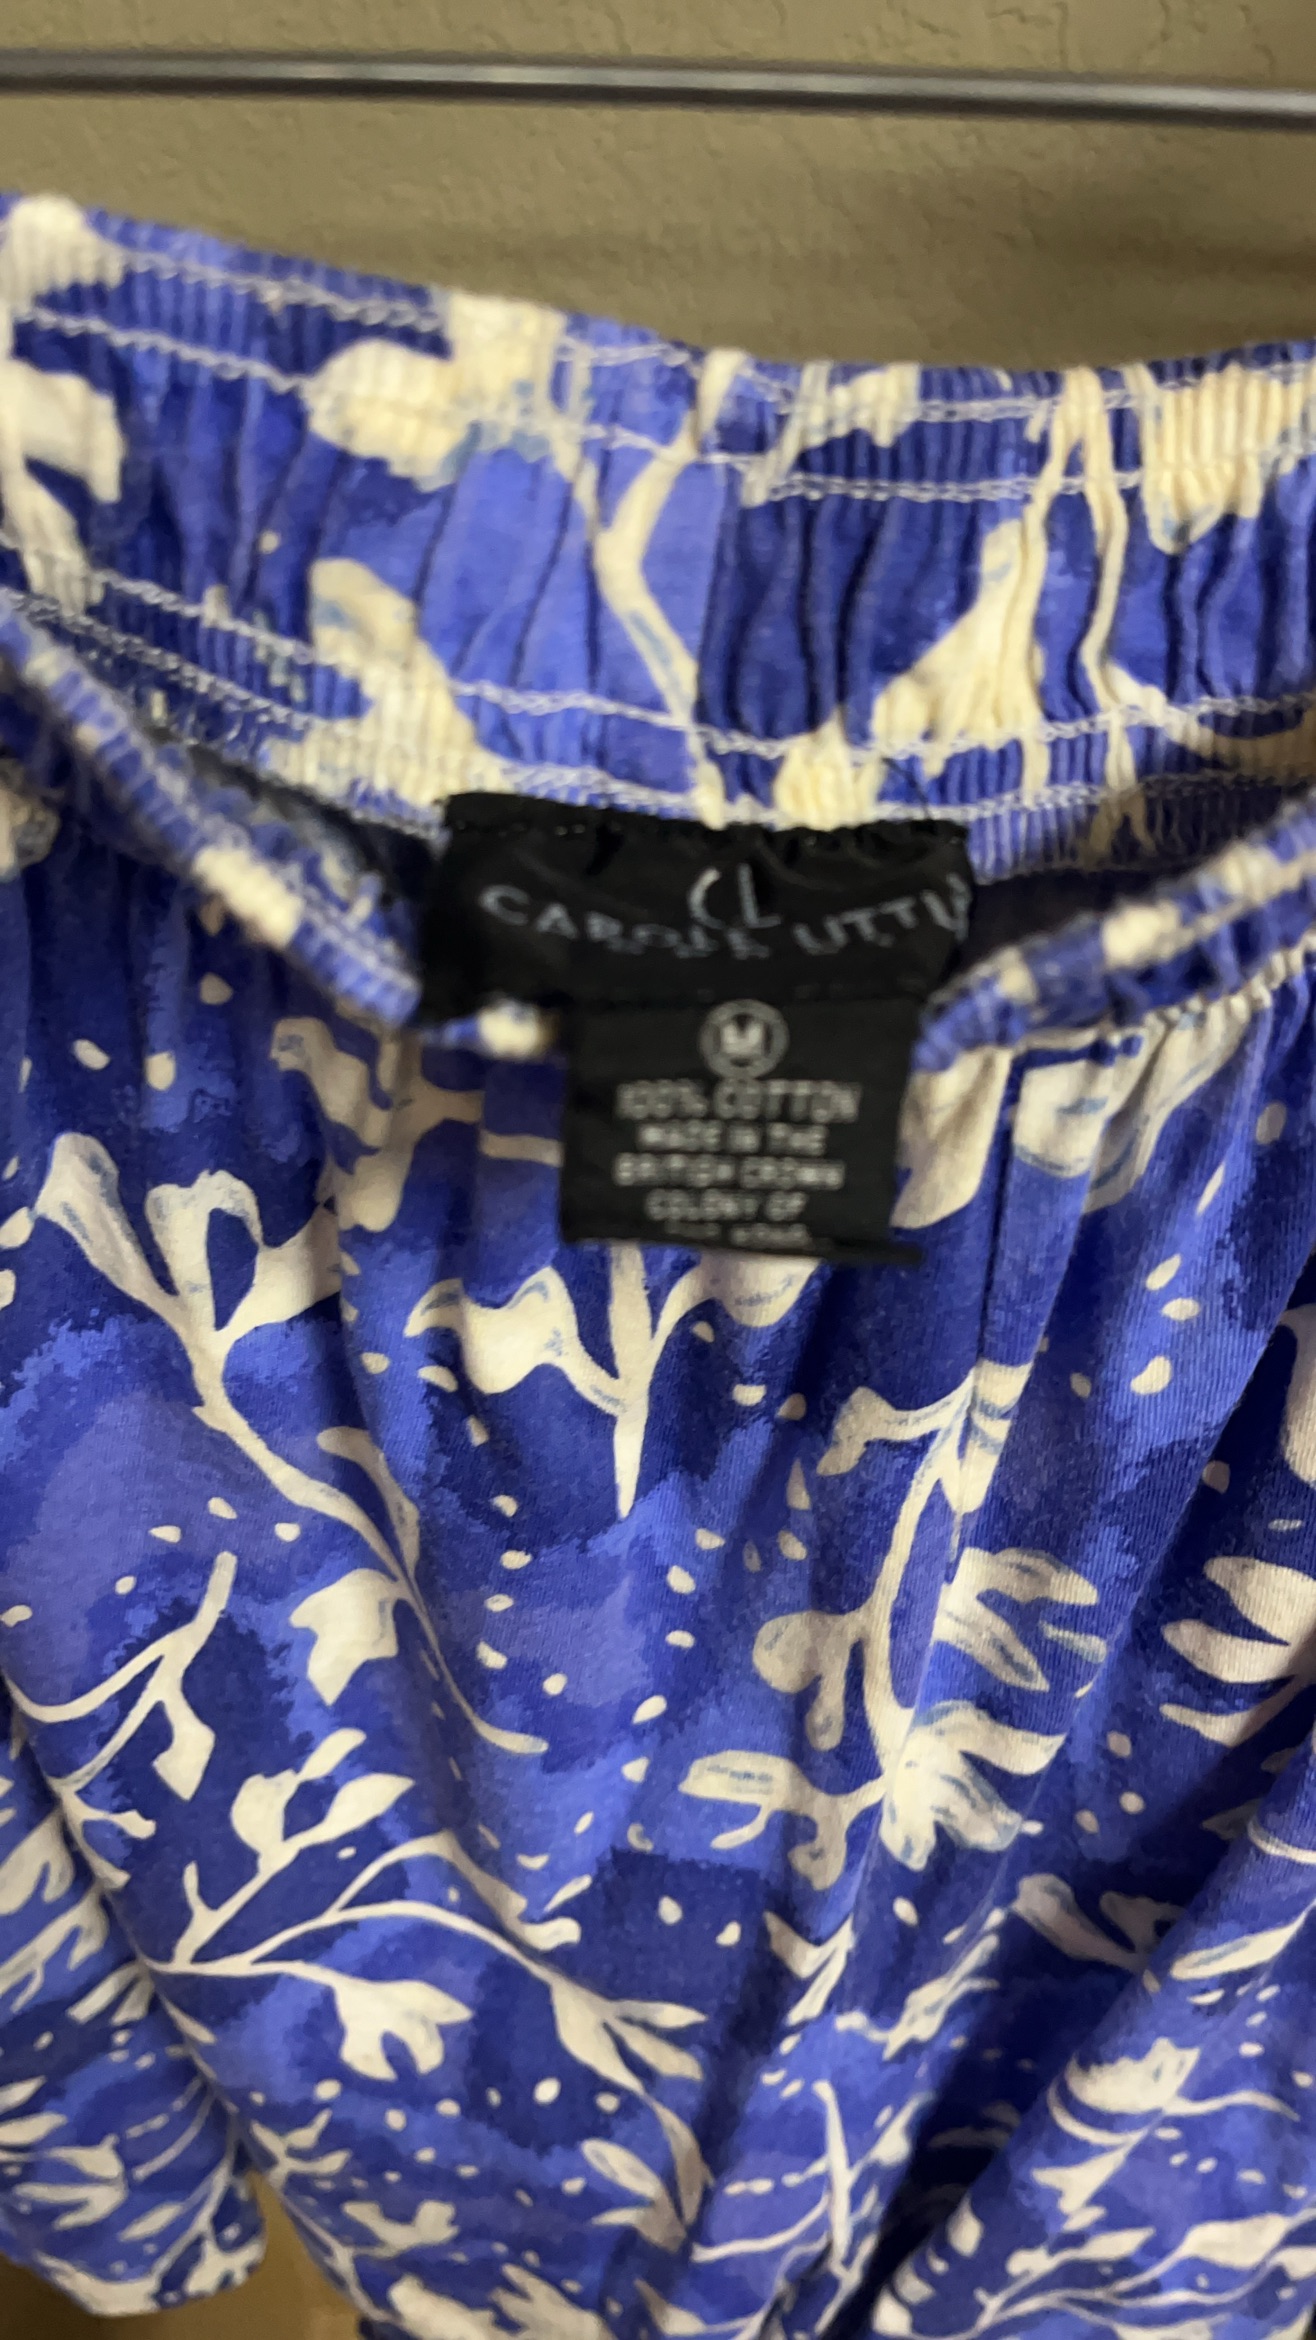 CL
CAROLE LITTLE
M
100% COTTON
MADE IN THE
BRITISH CROWN
COLONY OF